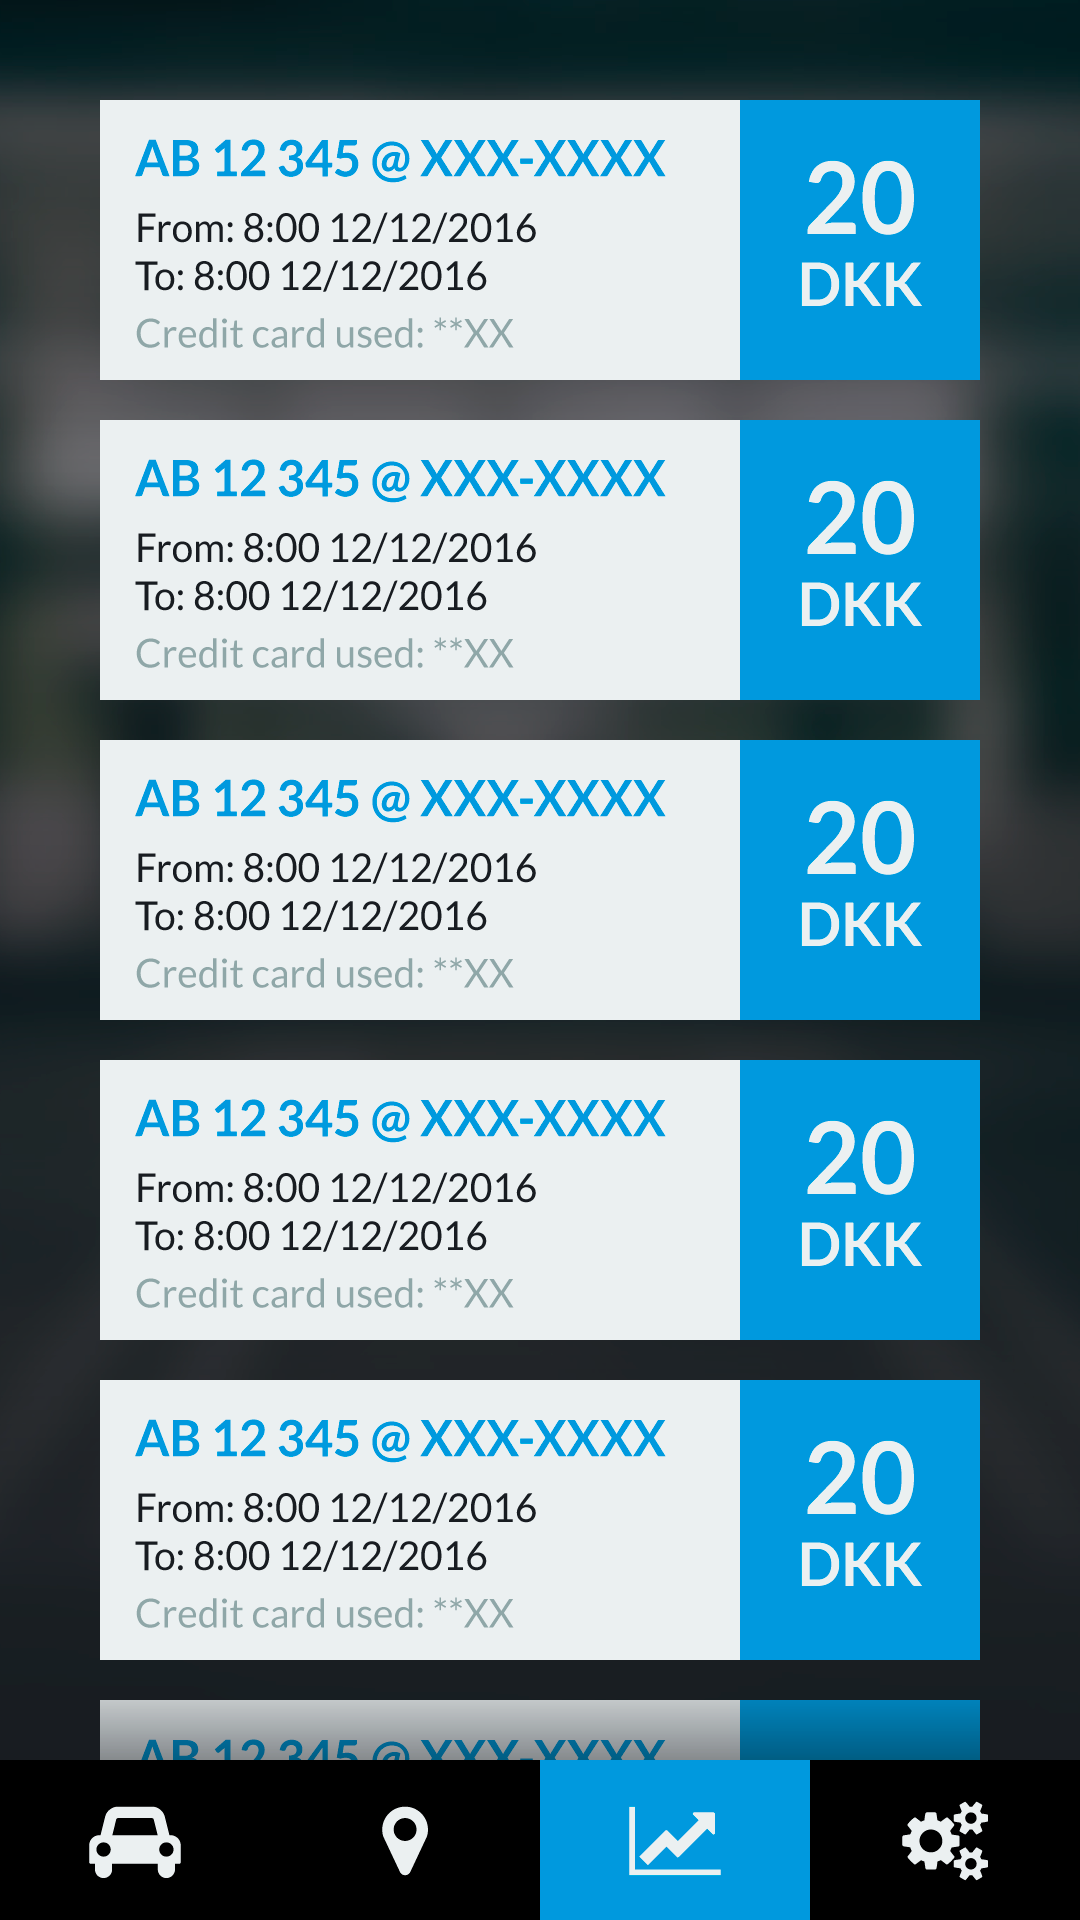 AB 12 345 @ XXX-XXXX
From: 8:00 12/12/2016
To: 8:00 12/12/2016
Credit card used: **XX
20
DKK
AB 12 345 @ XXX-XXXX
From: 8:00 12/12/2016
To: 8:00 12/12/2016
Credit card used: **XX
20
DKK
AB 12 345 @ XXX-XXXX
From: 8:00 12/12/2016
To: 8:00 12/12/2016
Credit card used: **XX
20
DKK
AB 12 345 @ XXX-XXXX
From: 8:00 12/12/2016
To: 8:00 12/12/2016
Credit card used: **XX
20
DKK
AB 12 345 @ XXX-XXXX
From: 8:00 12/12/2016
To: 8:00 12/12/2016
Credit card used: **XX
20
DKK
AB 12 345 @ XXX-XXXX